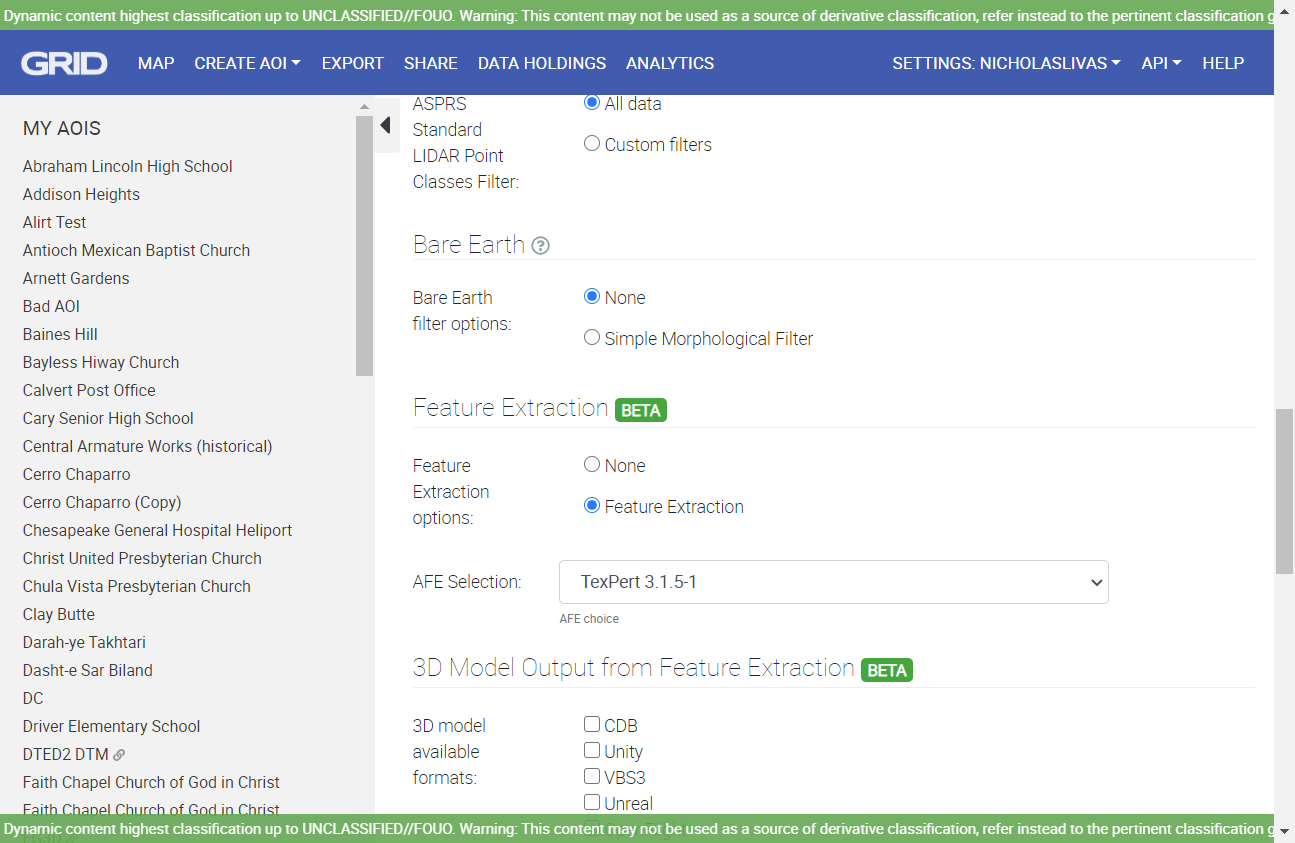 Dynamic content highest classification up to UNCLASSIFIED//FOUO. Warning: This content may not be used as a source of derivative classification, refer instead to the pertinent classification g
GRID MAP CREATE AOI EXPORT SHARE DATA HOLDINGS ANALYTICS SETTINGS: NICHOLASLIVAS API HELP
MY AOIS
Abraham Lincoln High School
Addison Heights
Alirt Test
Antioch Mexican Baptist Church
Arnett Gardens
Bad AOI
Baines Hill
Bayless Hiway Church
Calvert Post Office
Cary Senior High School
Central Armature Works (historical)
Cerro Chaparro
Cerro Chaparro (Copy)
Chesapeake General Hospital Heliport
Christ United Presbyterian Church
Chula Vista Presbyterian Church
Clay Butte
Darah-ye Takhtari
Dasht-e Sar Biland
DC
Driver Elementary School
DTED2 DTM
Faith Chapel Church of God in Christ
Faith Chapel Church of God in Christ
ASPRS
Standard
LIDAR Point
Classes Filter:
All data
Custom filters
Bare Earth ?
Bare Earth
filter options:
None
Simple Morphological Filter
Feature Extraction BETA
Feature
Extraction
options:
None
Feature Extraction
AFE Selection:
TexPert 3.1.5-1
AFE choice
3D Model Output from Feature Extraction BETA
3D model
available
formats:
CDB
Unity
VBS3
Unreal
Dynamic content highest classification up to UNCLASSIFIED//FOUO. Warning: This content may not be used as a source of derivative classification, refer instead to the pertinent classification g